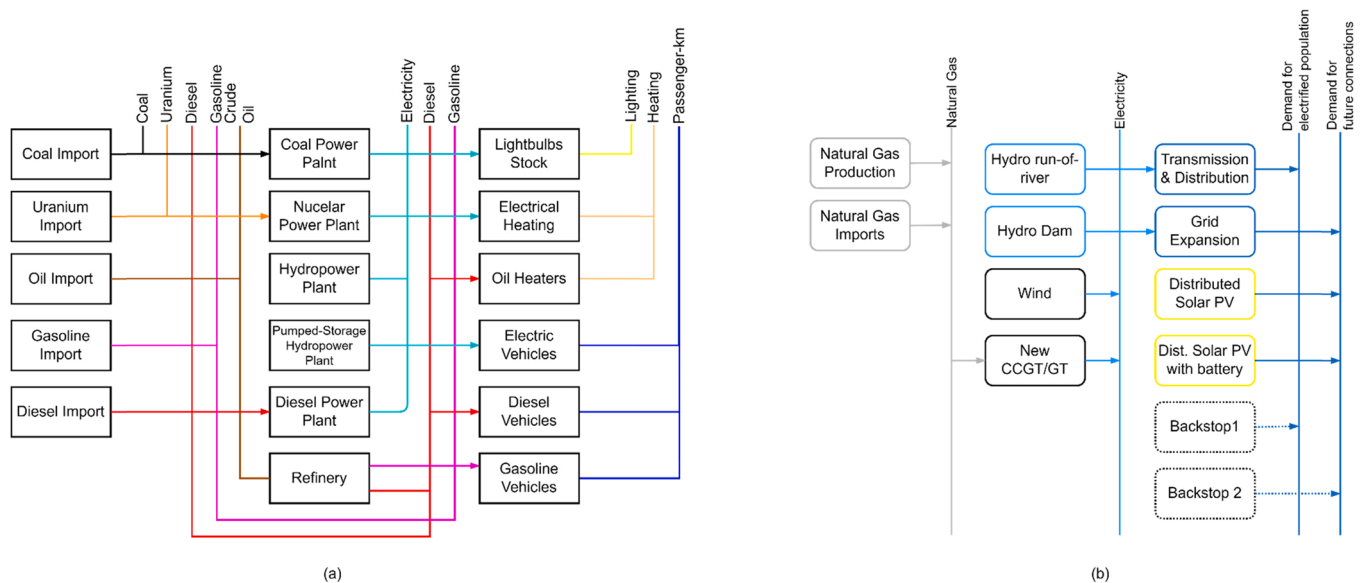 Coal
Uranium
Diesel
Gasoline
Crude
Oil
Electricity
Diesel
Gasoline
Lighting
Heating
Passenger-km
Coal Import
Coal Power
Palnt
Lightbulbs
Stock
Uranium
Import
Nucelar
Power Plant
Electrical
Heating
Oil Import
Hydropower
Plant
Oil Heaters
Gasoline
Import
Pumped-Storage
Hydropower
Plant
Electric
Vehicles
Diesel Import
Diesel Power
Plant
Diesel
Vehicles
Refinery
Gasoline
Vehicles
(a)
Natural Gas
Electricity
Demand for
electrified population
Demand for
future connections
Natural Gas
Production
Hydro run-of-
river
Transmission
& Distribution
Natural Gas
Imports
Hydro Dam
Grid
Expansion
Wind
Distributed
Solar PV
New
CCGT/GT
Dist. Solar PV
with battery
Backstop1
Backstop 2
(b)